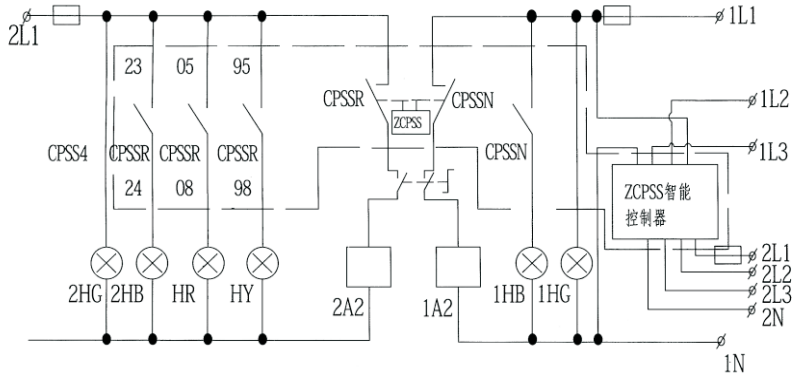 2L1
1L1
23
05
95
CPSSR
CPSSN
ZCPSS
1L2
CPSS4
CPSSR
CPSSR
CPSSR
CPSSN
1L3
24
08
98
ZCPSS智能
控制器
2HG
2HB
HR
HY
2A2
1A2
1HB
1HG
2L1
2L2
2L3
2N
1N